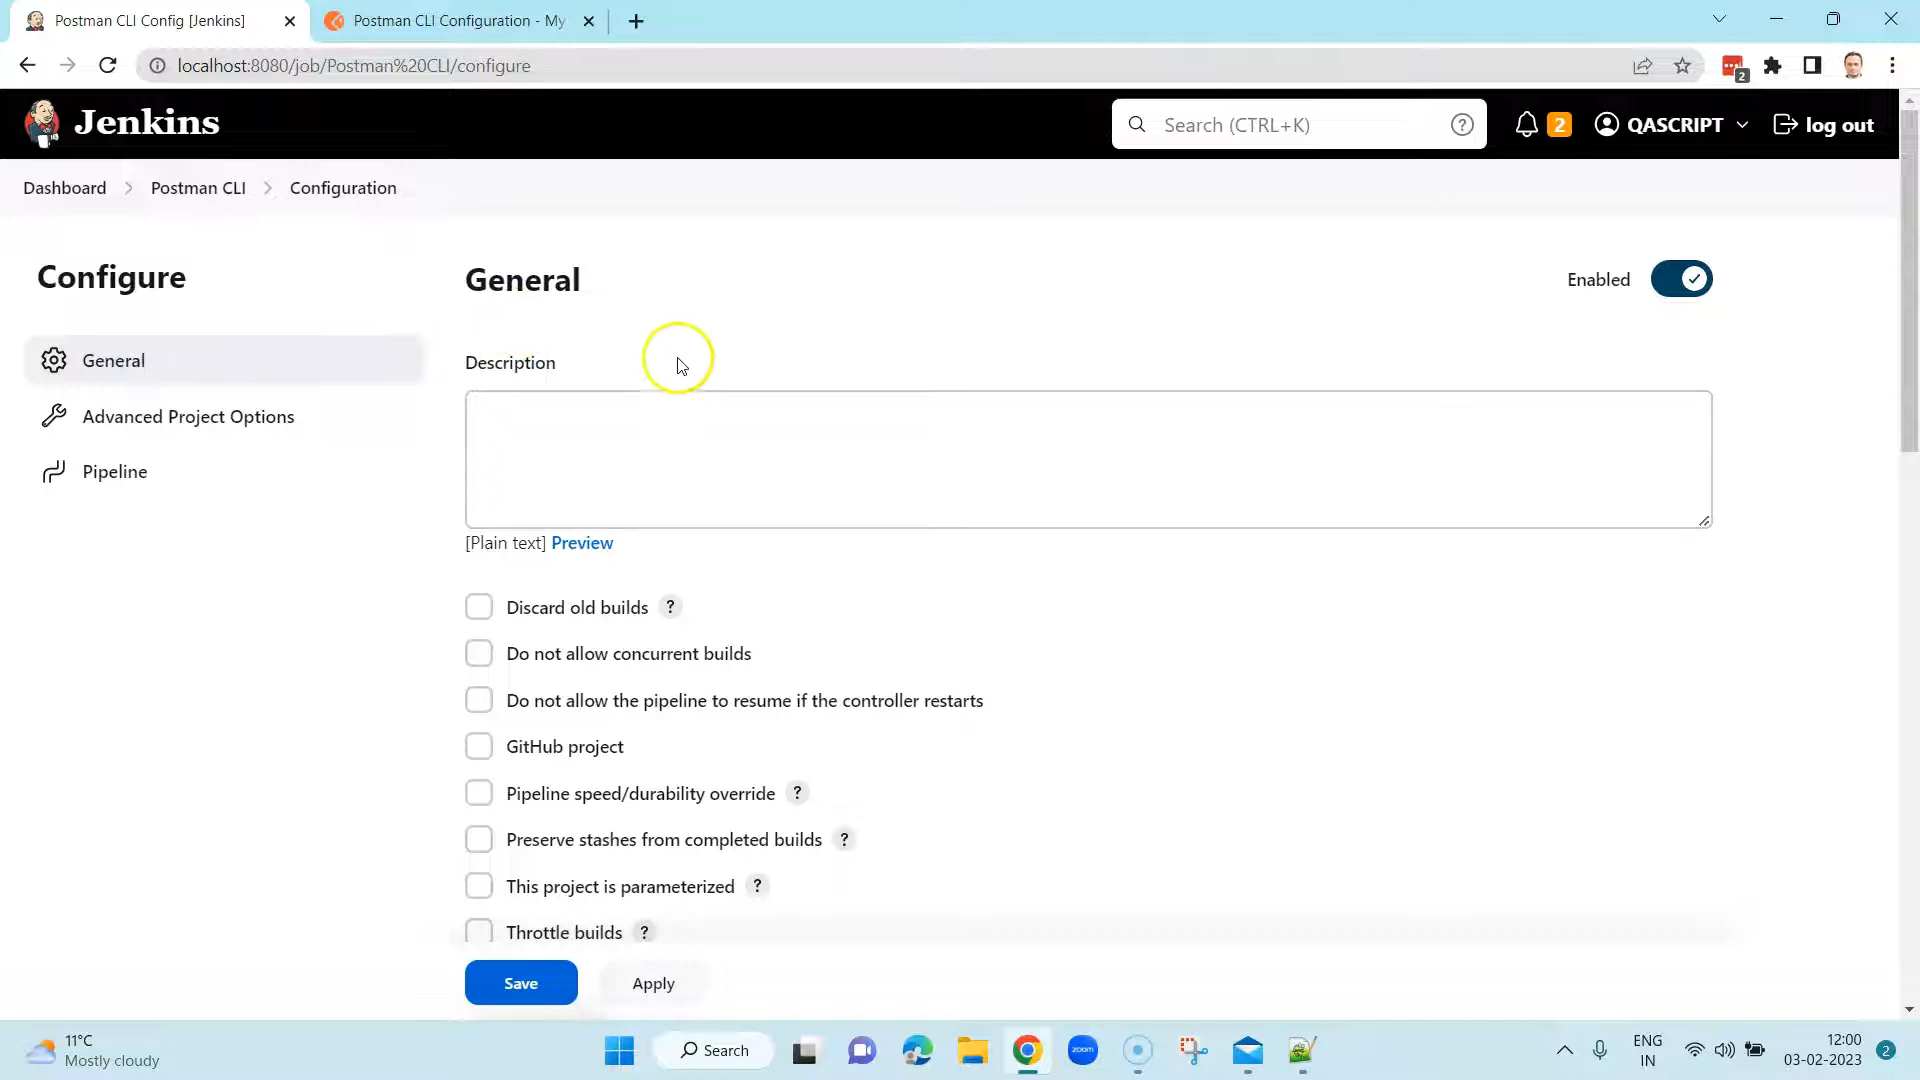 Postman CLI Config [Jenkins]
Postman CLI Configuration - My
localhost:8080/job/Postman%20CLI/configure
2
Jenkins
Search (CTRL+K)
?
2
QASCRIPT
log out
Dashboard
Postman CLI
Configuration
Configure
General
Enabled
General
Advanced Project Options
Pipeline
Description
[Plain text] Preview
Discard old builds ?
Do not allow concurrent builds
Do not allow the pipeline to resume if the controller restarts
GitHub project
Pipeline speed/durability override ?
Preserve stashes from completed builds ?
This project is parameterized ?
Throttle builds ?
Save
Apply
11°C
Mostly cloudy
Search
zoom
ENG
IN
12:00
03-02-2023
2